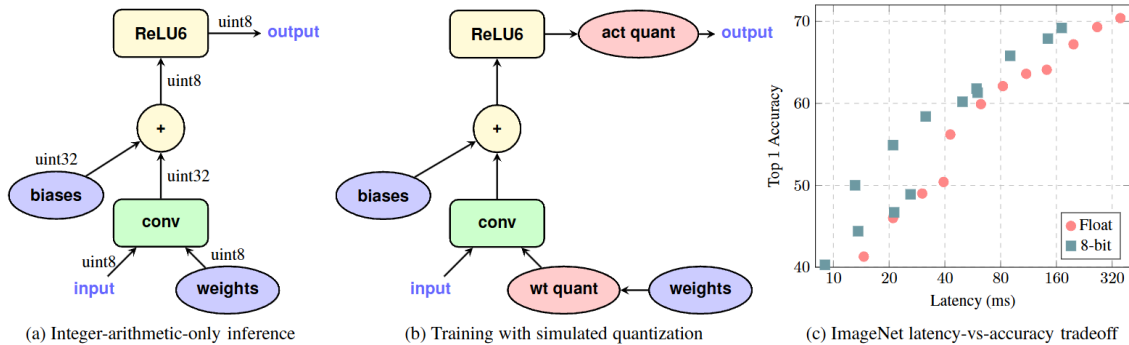 uint8
ReLU6
output
uint8
+
uint32
biases
uint32
conv
uint8
uint8
input
weights
(a) Integer-arithmetic-only inference
ReLU6
act quant
output
+
biases
conv
input
wt quant
weights
(b) Training with simulated quantization
70
60
50
40
Top 1 Accuracy
Float
8-bit
10 20 40 80 160 320
Latency (ms)
(c) ImageNet latency-vs-accuracy tradeoff